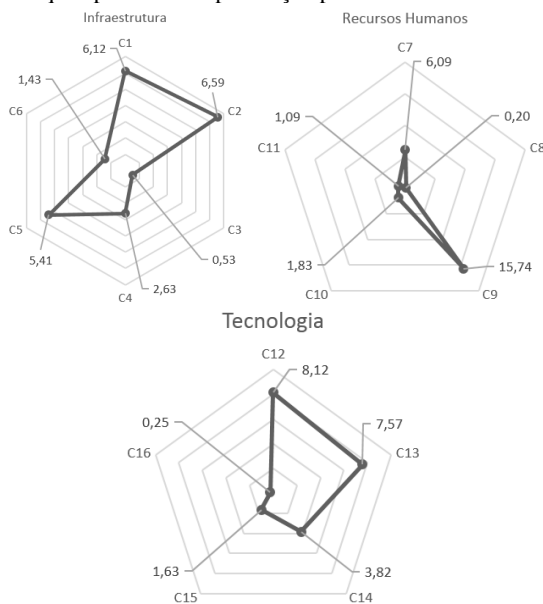 Infraestrutura
C1
6,12
6,59
C2
1,43
C6
C5
5,41
C4
2,63
0,53
C3
Recursos Humanos
C7
6,09
0,20
C8
1,09
C11
1,83
C10
15,74
C9
Tecnologia
C12
8,12
7,57
C13
0,25
C16
1,63
C15
3,82
C14